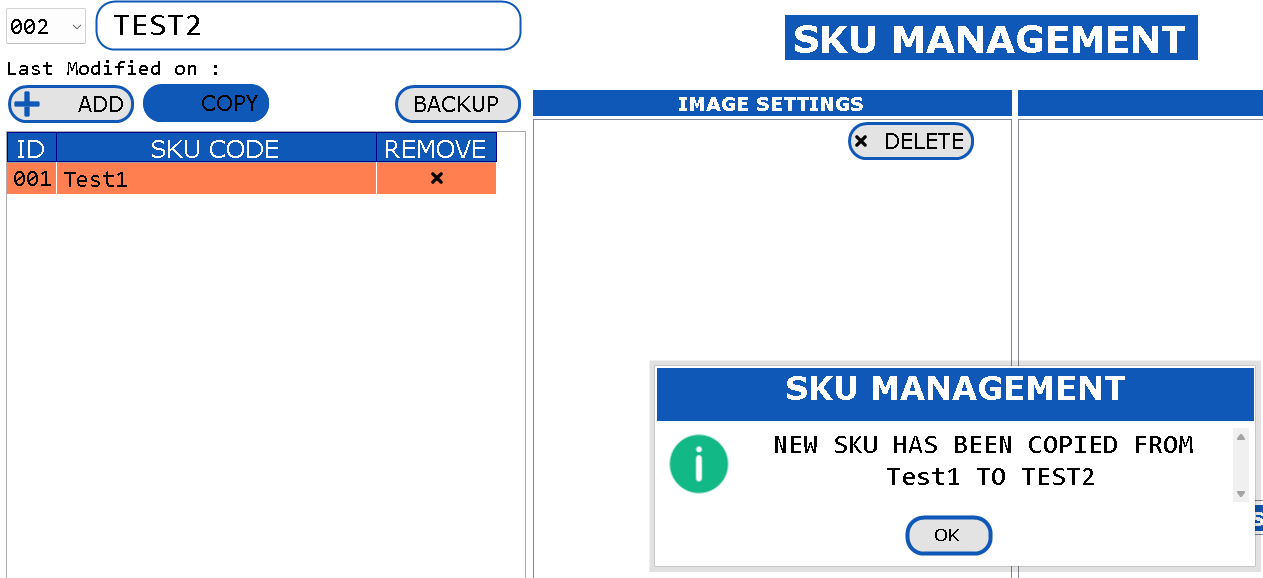 002
TEST2
SKU MANAGEMENT
Last Modified on :
ADD
COPY
BACKUP
IMAGE SETTINGS
DELETE
ID SKU CODE REMOVE
001 Test1
SKU MANAGEMENT
NEW SKU HAS BEEN COPIED FROM
Test1 TO TEST2
OK